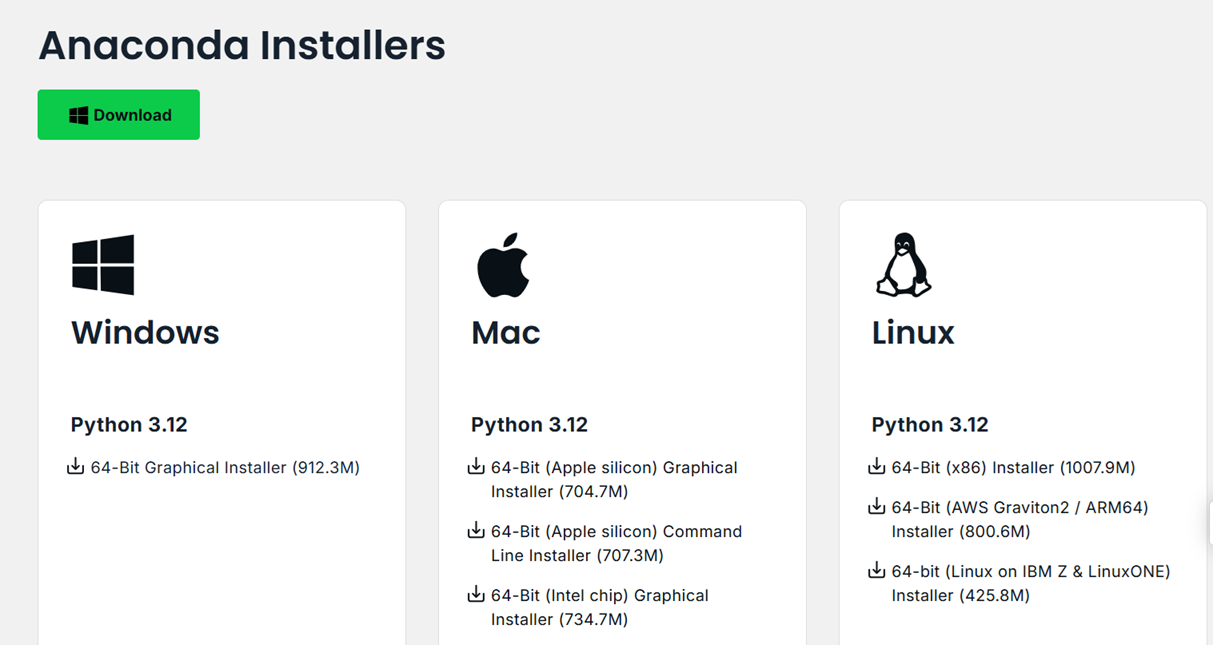 Anaconda Installers
Download
Windows
Python 3.12
64-Bit Graphical Installer (912.3M)
Mac
Python 3.12
64-Bit (Apple silicon) Graphical
Installer (704.7M)
64-Bit (Apple silicon) Command
Line Installer (707.3M)
64-Bit (Intel chip) Graphical
Installer (734.7M)
Linux
Python 3.12
64-Bit (x86) Installer (1007.9M)
64-Bit (AWS Graviton2 / ARM64)
Installer (800.6M)
64-bit (Linux on IBM Z & LinuxONE)
Installer (425.8M)